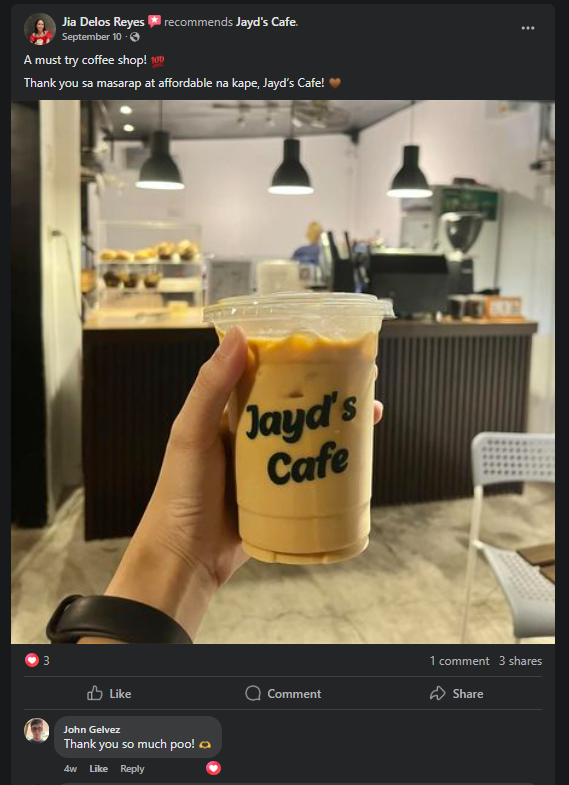 Jia Delos Reyes recommends Jayd's Cafe.
September 10 ·
A must try coffee shop! 💯
Thank you sa masarap at affordable na kape, Jayd's Cafe! 🤎
Jayd's
Cafe
3
1 comment 3 shares
Like Comment Share
John Gelvez
Thank you so much poo! 🫶
4w Like Reply